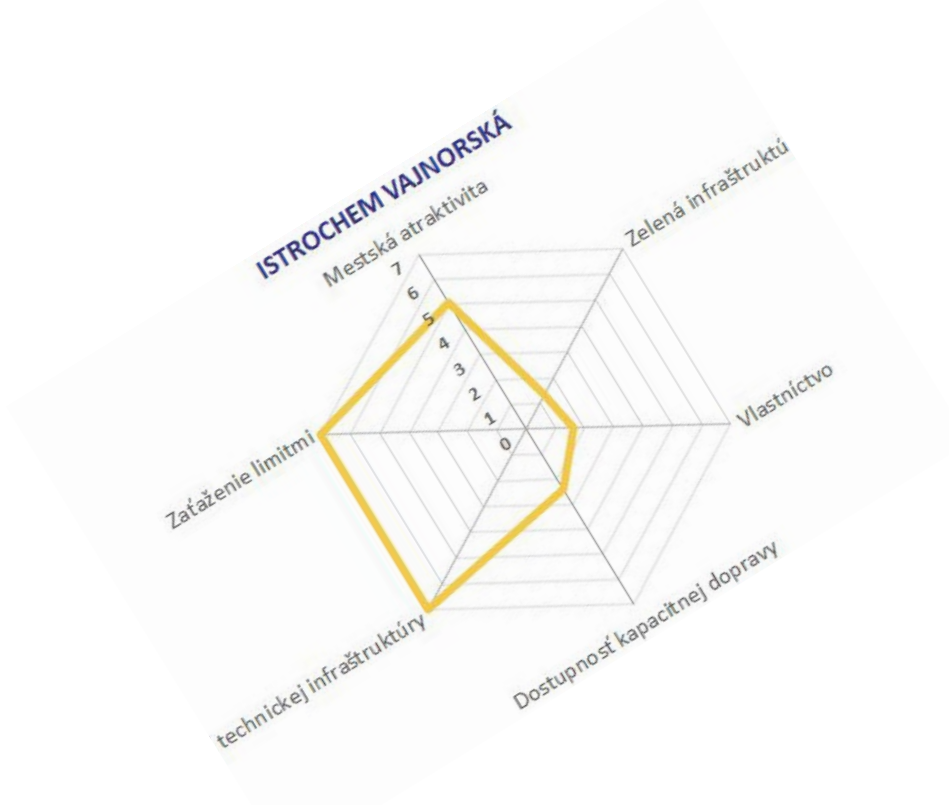 ISTROCHEM VAJNORSKÁ
Mestská atraktivita
Zelená infraštruktú
7
6
5
4
3
2
1
0
Vlastníctvo
Zaťaženie limitmi
Dostupnosť kapacitnej dopravy
technickej infraštruktúry